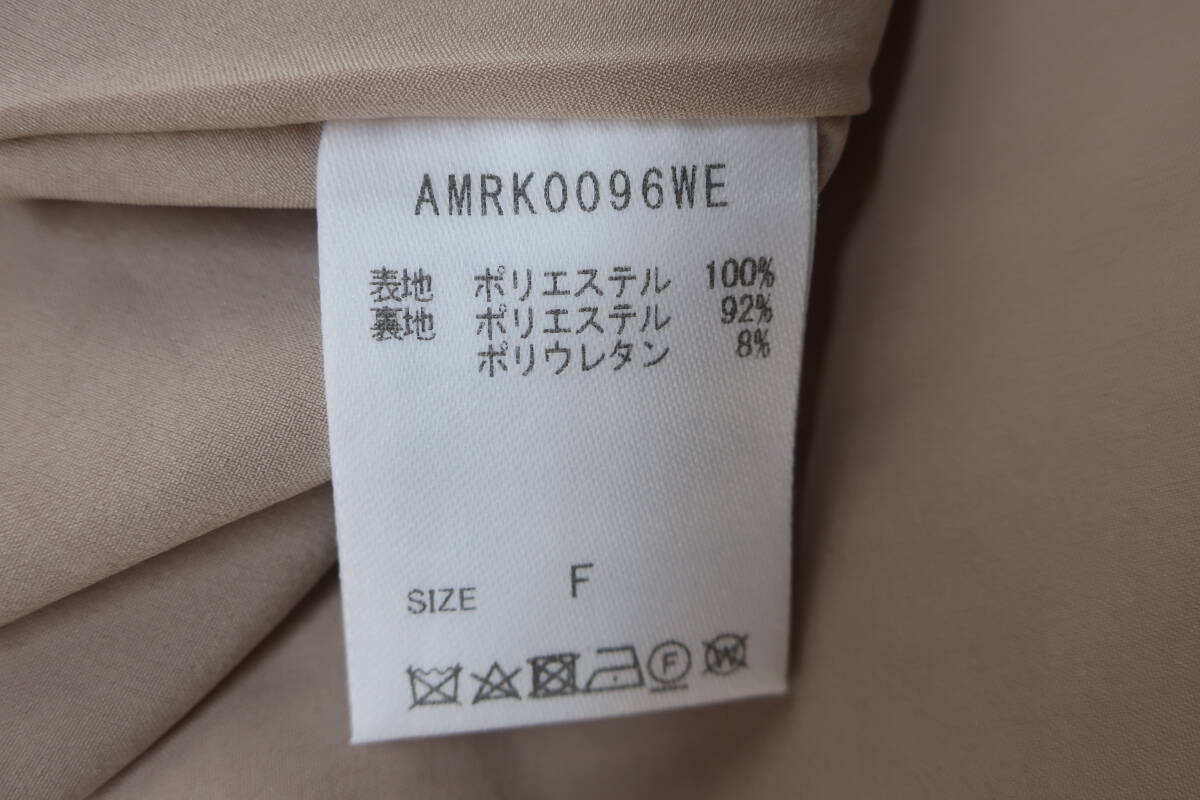 AMRK0096WE
表地 ポリエステル 100%
裏地 ポリエステル 92%
ポリウレタン 8%
SIZE F
F W